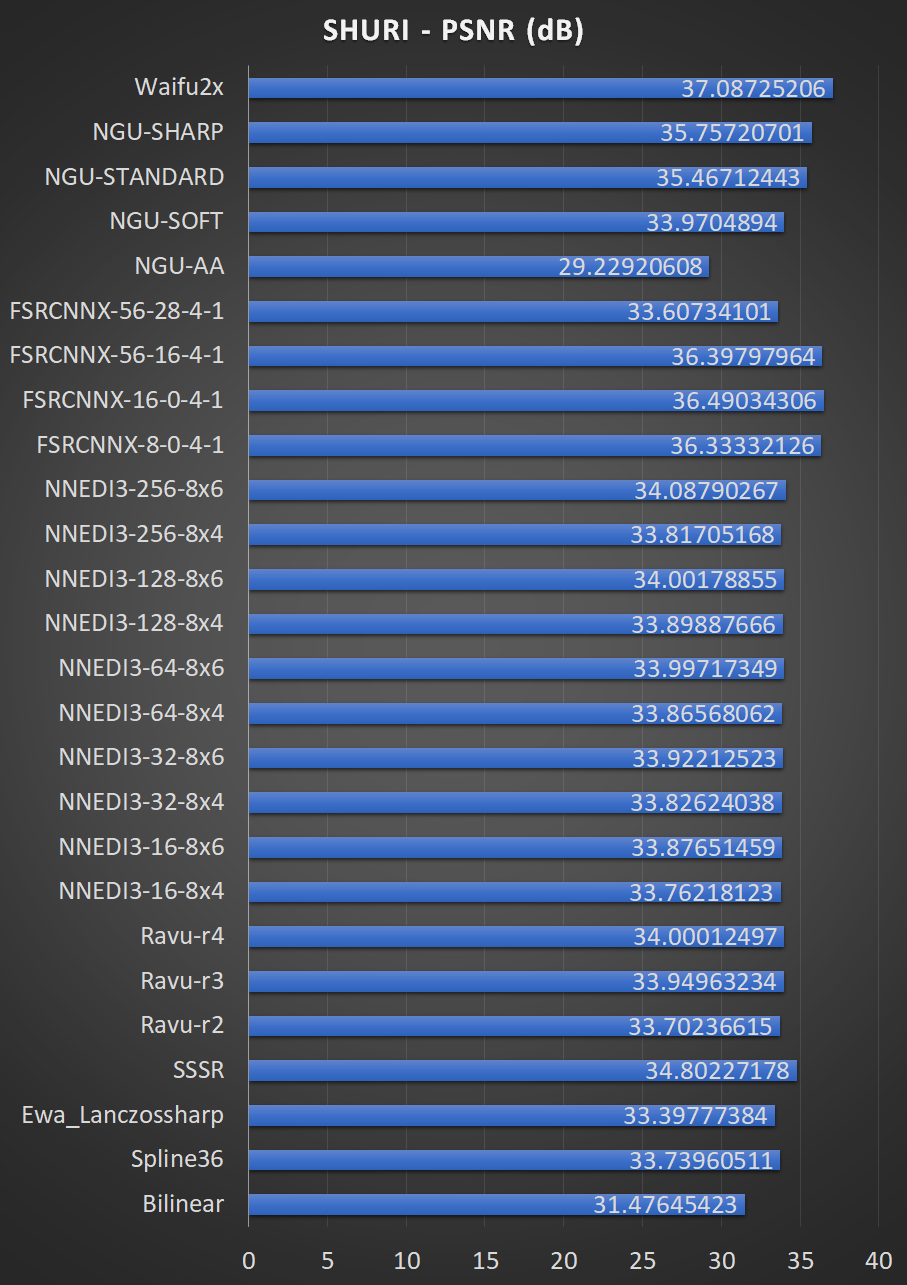 SHURI - PSNR (dB)
Waifu2x 37.08725206
NGU-SHARP 35.75720701
NGU-STANDARD 35.46712443
NGU-SOFT 33.9704894
NGU-AA 29.22920608
FSRCNNX-56-28-4-1 33.60734101
FSRCNNX-56-16-4-1 36.39797964
FSRCNNX-16-0-4-1 36.49034306
FSRCNNX-8-0-4-1 36.33332126
NNEDI3-256-8x6 34.08790267
NNEDI3-256-8x4 33.81705168
NNEDI3-128-8x6 34.00178855
NNEDI3-128-8x4 33.89887666
NNEDI3-64-8x6 33.99717349
NNEDI3-64-8x4 33.86568062
NNEDI3-32-8x6 33.92212523
NNEDI3-32-8x4 33.82624038
NNEDI3-16-8x6 33.87651459
NNEDI3-16-8x4 33.76218123
Ravu-r4 34.00012497
Ravu-r3 33.94963234
Ravu-r2 33.70236615
SSSR 34.80227178
Ewa_Lanczossharp 33.39777384
Spline36 33.73960511
Bilinear 31.47645423
0 5 10 15 20 25 30 35 40